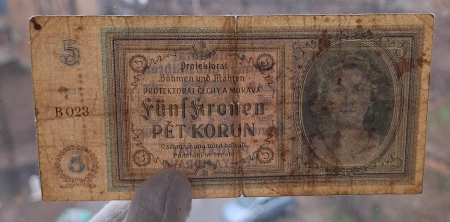 5
Protektorat
Böhmen und Mähren
PROTEKTORÁT ČECHY A MORAVA
B 023
Fünf Kronen
PĚT KORUN
5